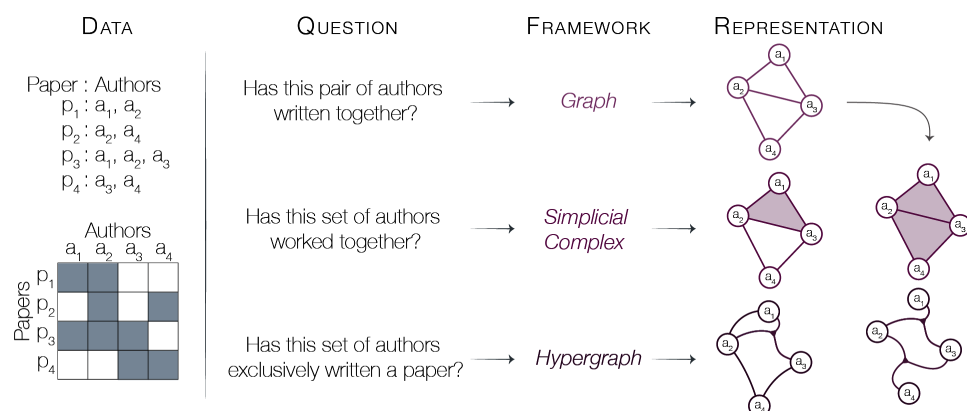 DATA
QUESTION
FRAMEWORK
REPRESENTATION
Paper : Authors
p₁ : a₁, a₂
p₂ : a₂, a₄
p₃ : a₁, a₂, a₃
p₄ : a₃, a₄
Authors
a₁ a₂ a₃ a₄
Papers
p₁
p₂
p₃
p₄
Has this pair of authors
written together?
Graph
a₁
a₂
a₃
a₄
Has this set of authors
worked together?
Simplicial
Complex
a₁
a₂
a₃
a₄
a₁
a₂
a₃
a₄
Has this set of authors
exclusively written a paper?
Hypergraph
a₁
a₂
a₃
a₄
a₁
a₂
a₃
a₄